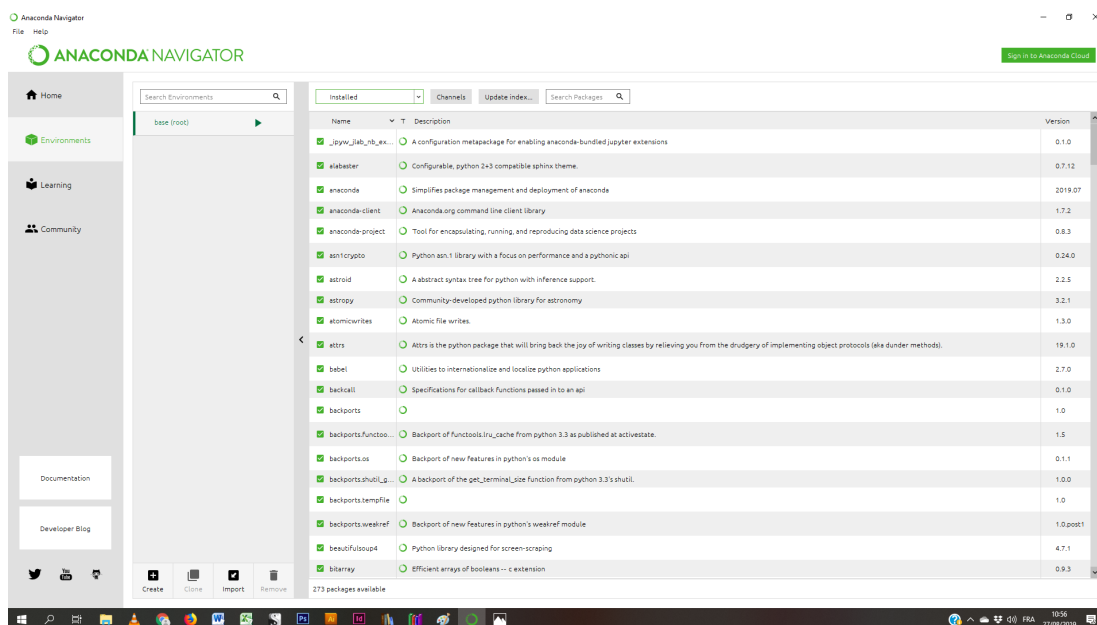 Anaconda Navigator
File Help
ANACONDA NAVIGATOR
Sign in to Anaconda Cloud
Home
Environments
Learning
Community
Documentation
Developer Blog
You Tube
Search Environments
base (root)
Create Clone Import Remove
Installed Channels Update index... Search Packages
Name T Description Version
_ipyw_jlab_nb_ex... A configuration metapackage for enabling anaconda-bundled jupyter extensions 0.1.0
alabaster Configurable, python 2+3 compatible sphinx theme. 0.7.12
anaconda Simplifies package management and deployment of anaconda 2019.07
anaconda-client Anaconda.org command line client library 1.7.2
anaconda-project Tool for encapsulating, running, and reproducing data science projects 0.8.3
asn1crypto Python asn.1 library with a focus on performance and a pythonic api 0.24.0
astroid A abstract syntax tree for python with inference support. 2.2.5
astropy Community-developed python library for astronomy 3.2.1
atomicwrites Atomic file writes. 1.3.0
attrs Attrs is the python package that will bring back the joy of writing classes by relieving you from the drudgery of implementing object protocols (aka dunder methods). 19.1.0
babel Utilities to internationalize and localize python applications 2.7.0
backcall Specifications for callback functions passed in to an api 0.1.0
backports 1.0
backports.functoo... Backport of functools.lru_cache from python 3.3 as published at activestate. 1.5
backports.os Backport of new features in python's os module 0.1.1
backports.shutil_g... A backport of the get_terminal_size function from python 3.3's shutil. 1.0.0
backports.tempfile 1.0
backports.weakref Backport of new features in python's weakref module 1.0.post1
beautifulsoup4 Python library designed for screen-scraping 4.7.1
bitarray Efficient arrays of booleans -- c extension 0.9.3
273 packages available
Ps Ai Id
FRA
10:56
27/08/2019